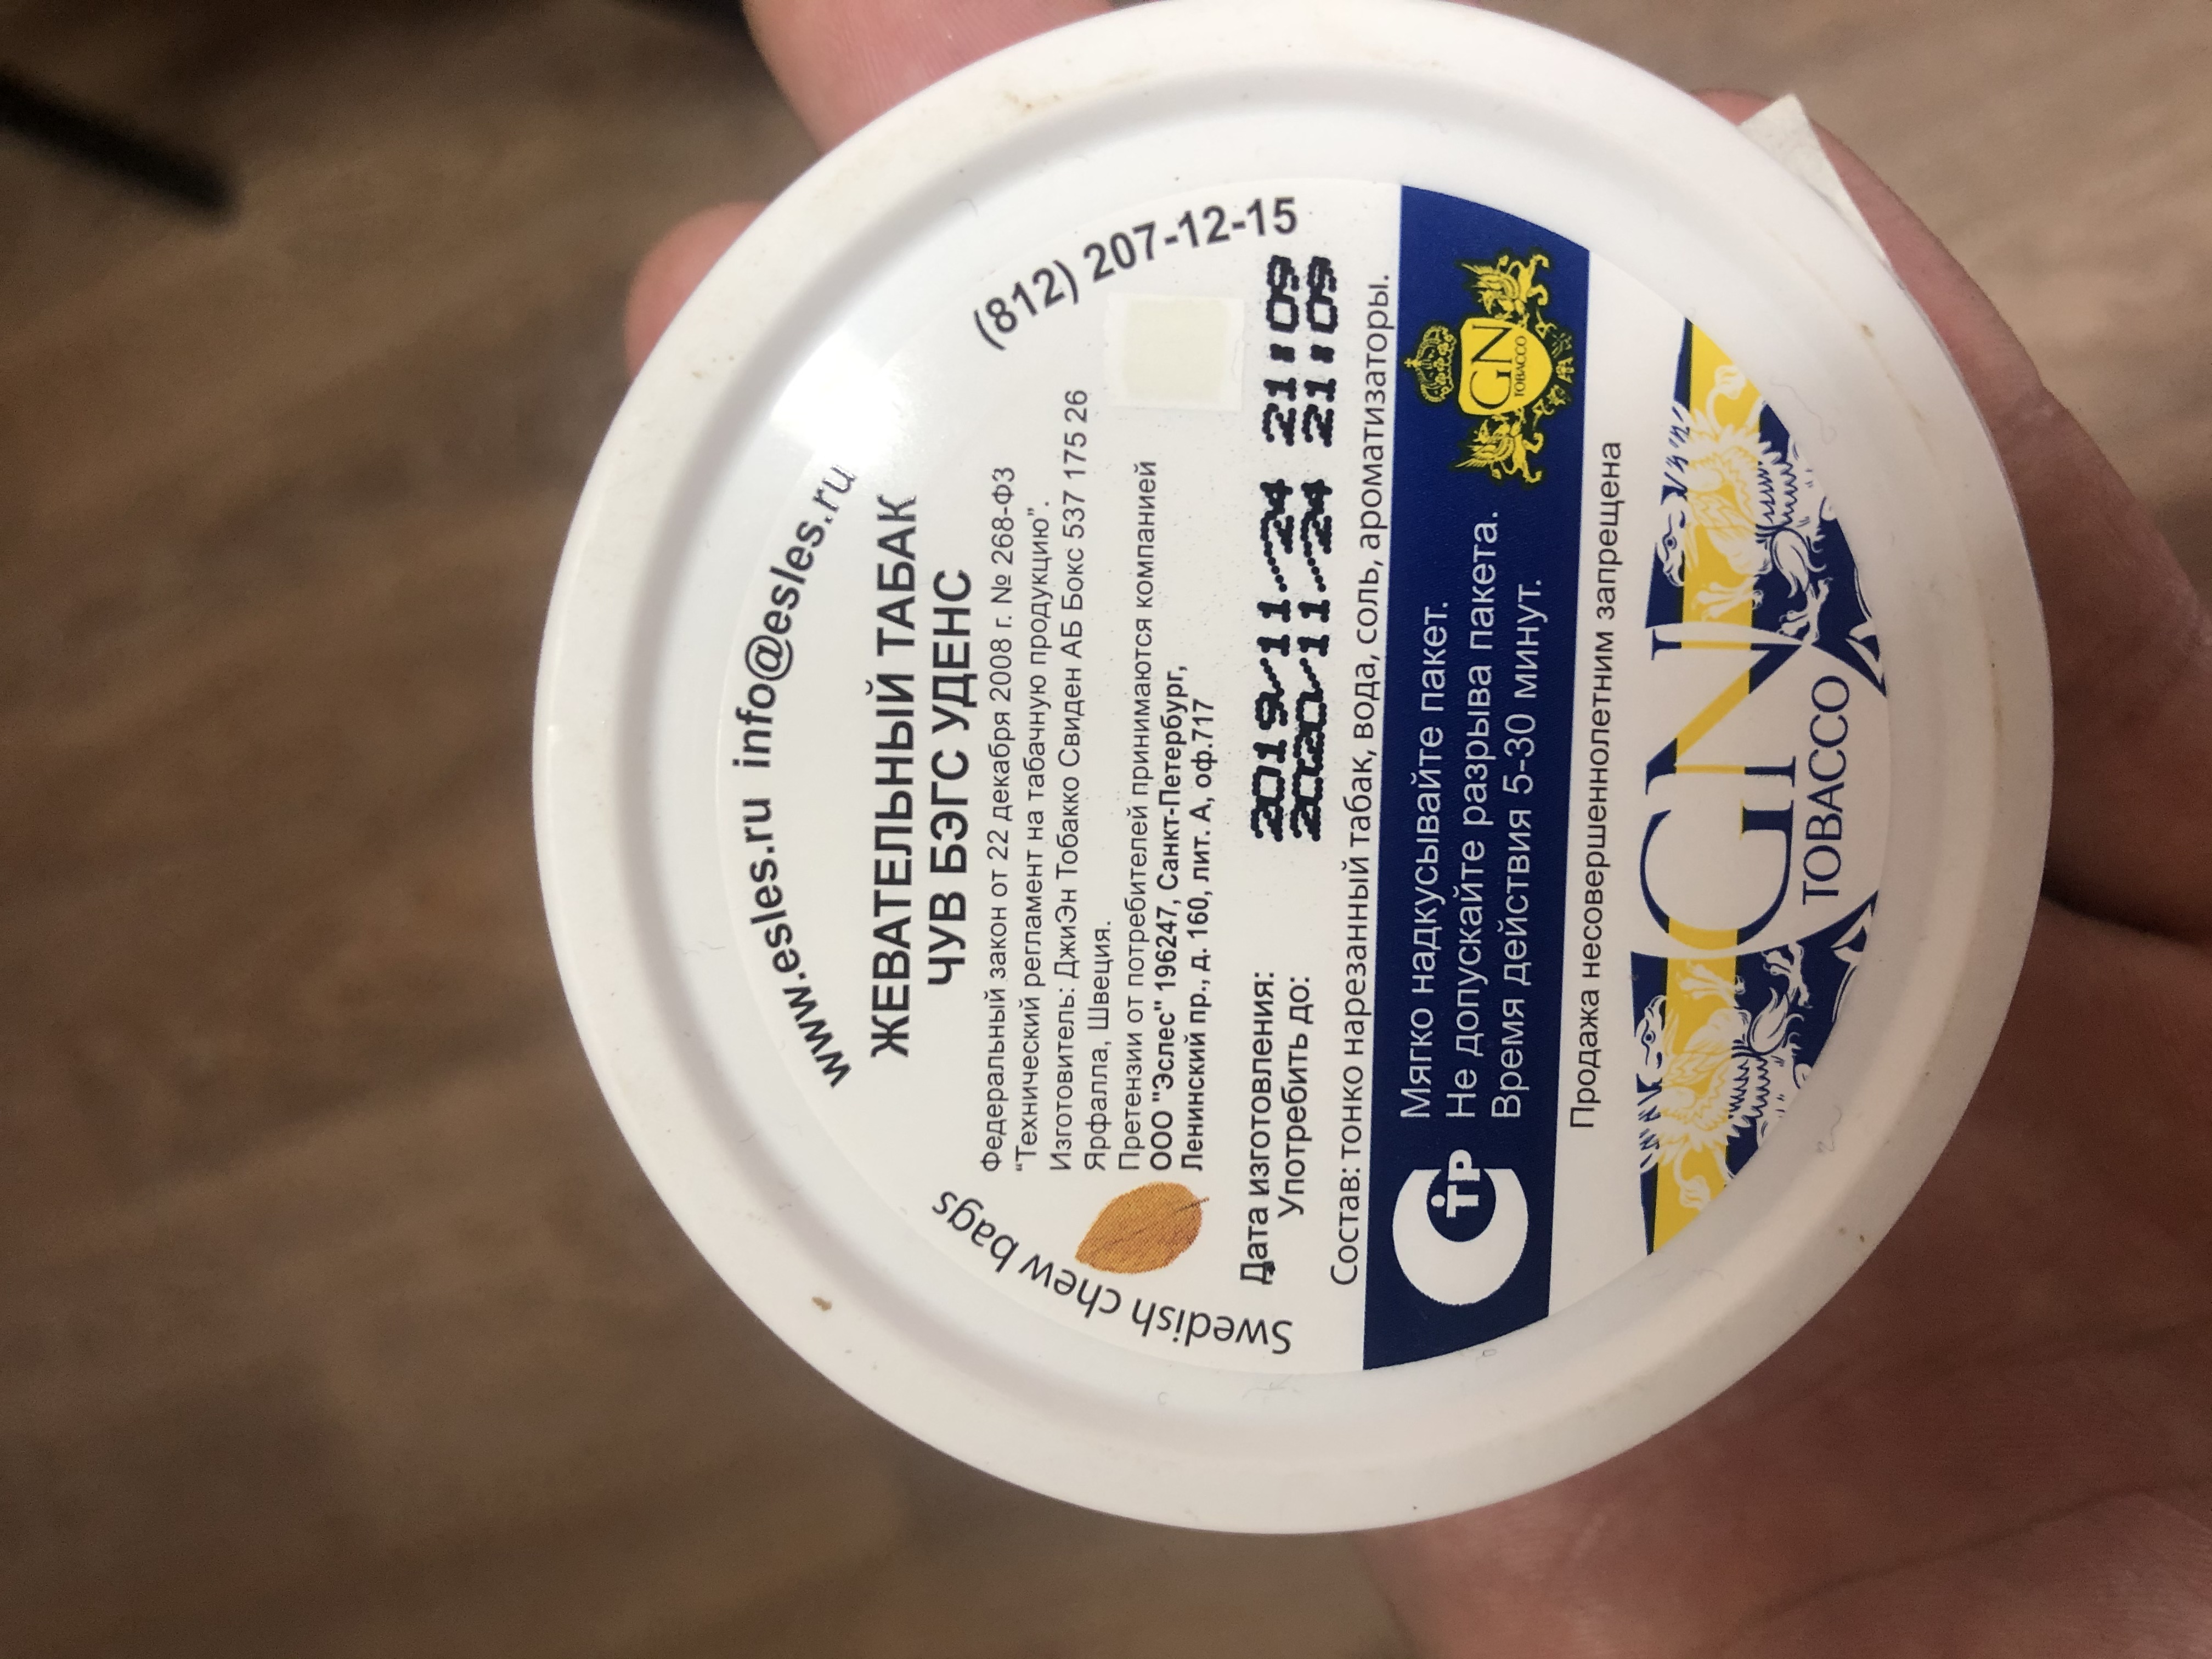 www.esles.ru info@esles.ru
(812) 207-12-15
ЖЕВАТЕЛЬНЫЙ ТАБАК
ЧУВ БЭГС УДЕНС
Федеральный закон от 22 декабря 2008 г. № 268-ФЗ
"Технический регламент на табачную продукцию".
Изготовитель: ДжиЭн Тобакко Свиден АБ Бокс 537 175 26
Ярфалла, Швеция.
Претензии от потребителей принимаются компанией
ООО "Эслес" 196247, Санкт-Петербург,
Ленинский пр., д. 160, лит. А, оф.717
Swedish chew bags
Дата изготовления: 2019/11/24 21:09
Употребить до: 2020/11/24 21:09
Состав: тонко нарезанный табак, вода, соль, ароматизаторы.
Мягко надкусывайте пакет.
Не допускайте разрыва пакета.
Время действия 5-30 минут.
СТР
GN
TOBACCO
Продажа несовершеннолетним запрещена
GN
TOBACCO